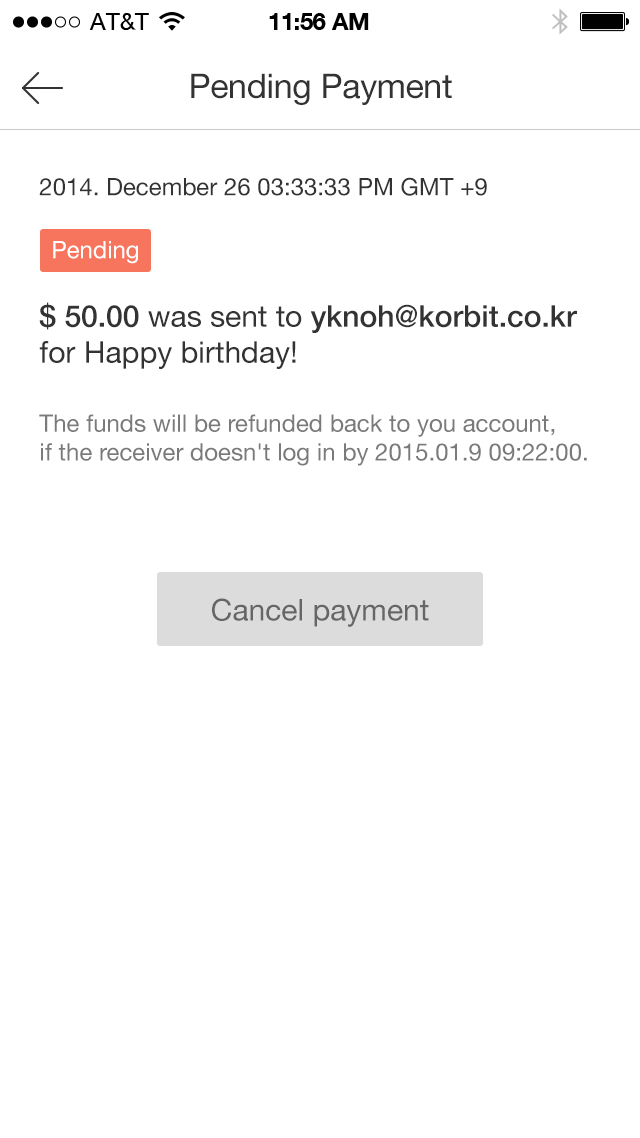 AT&T 11:56 AM
Pending Payment
2014. December 26 03:33:33 PM GMT +9
Pending
$ 50.00 was sent to yknoh@korbit.co.kr
for Happy birthday!
The funds will be refunded back to you account,
if the receiver doesn't log in by 2015.01.9 09:22:00.
Cancel payment